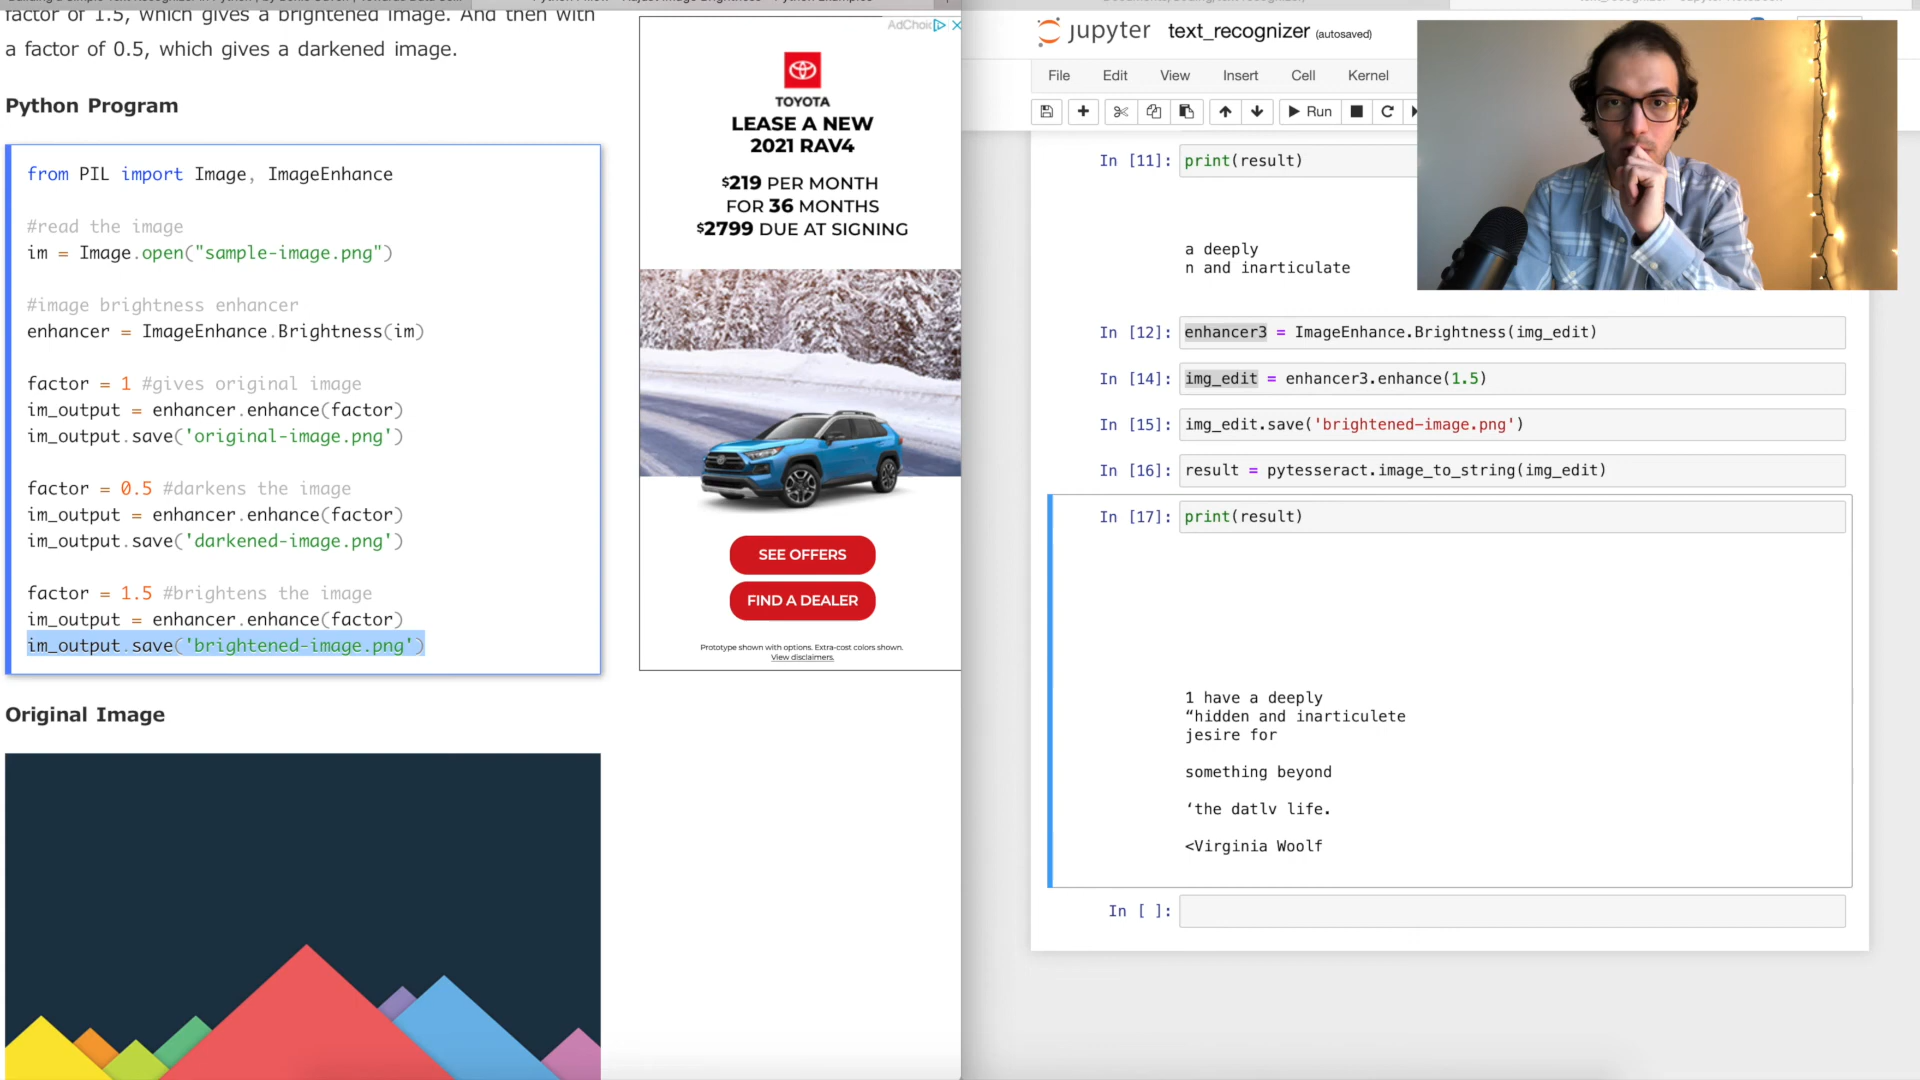 factor of 1.5, which gives a brightened image. And then with
a factor of 0.5, which gives a darkened image.
Python Program
from PIL import Image, ImageEnhance
#read the image
im = Image.open("sample-image.png")
#image brightness enhancer
enhancer = ImageEnhance.Brightness(im)
factor = 1 #gives original image
im_output = enhancer.enhance(factor)
im_output.save('original-image.png')
factor = 0.5 #darkens the image
im_output = enhancer.enhance(factor)
im_output.save('darkened-image.png')
factor = 1.5 #brightens the image
im_output = enhancer.enhance(factor)
im_output.save('brightened-image.png')
Original Image
TOYOTA
LEASE A NEW
2021 RAV4
$219 PER MONTH
FOR 36 MONTHS
$2799 DUE AT SIGNING
SEE OFFERS
FIND A DEALER
Prototype shown with options. Extra-cost colors shown.
View disclaimers.
jupyter text_recognizer (autosaved)
File Edit View Insert Cell Kernel
Run
In [11]: print(result)
a deeply
n and inarticulate
In [12]: enhancer3 = ImageEnhance.Brightness(img_edit)
In [14]: img_edit = enhancer3.enhance(1.5)
In [15]: img_edit.save('brightened-image.png')
In [16]: result = pytesseract.image_to_string(img_edit)
In [17]: print(result)
1 have a deeply
“hidden and inarticulete
jesire for
something beyond
‘the datlv life.
<Virginia Woolf
In [ ]: